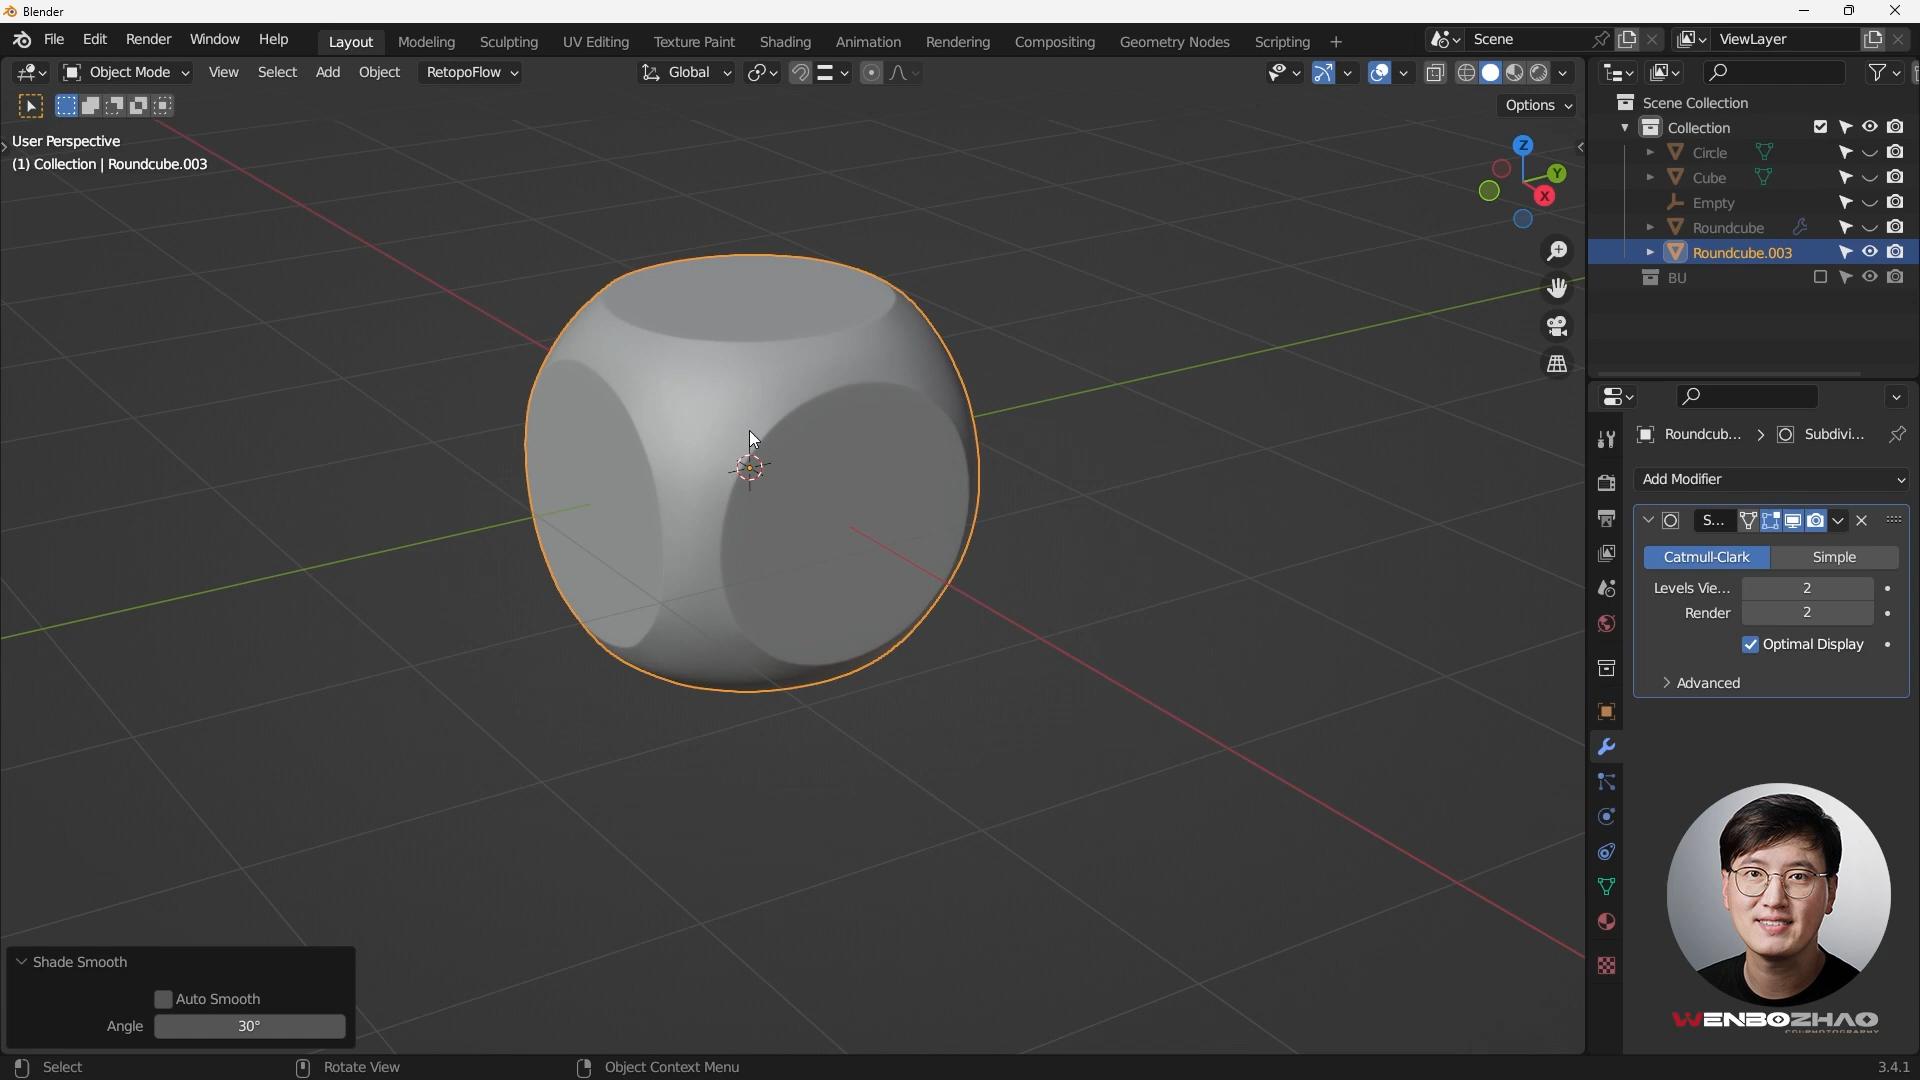 Blender
File Edit Render Window Help Layout Modeling Sculpting UV Editing Texture Paint Shading Animation Rendering Compositing Geometry Nodes Scripting + Scene ViewLayer
Object Mode View Select Add Object RetopoFlow Global
Options
User Perspective
(1) Collection | Roundcube.003
Z
Y
X
Scene Collection
Collection
Circle
Cube
Empty
Roundcube
Roundcube.003
BU
Roundcub... > Subdivi...
Add Modifier
S...
Catmull-Clark Simple
Levels Vie... 2
Render 2
Optimal Display
Advanced
Shade Smooth
Auto Smooth
Angle 30°
WENBOZHAO
Select Rotate View Object Context Menu 3.4.1